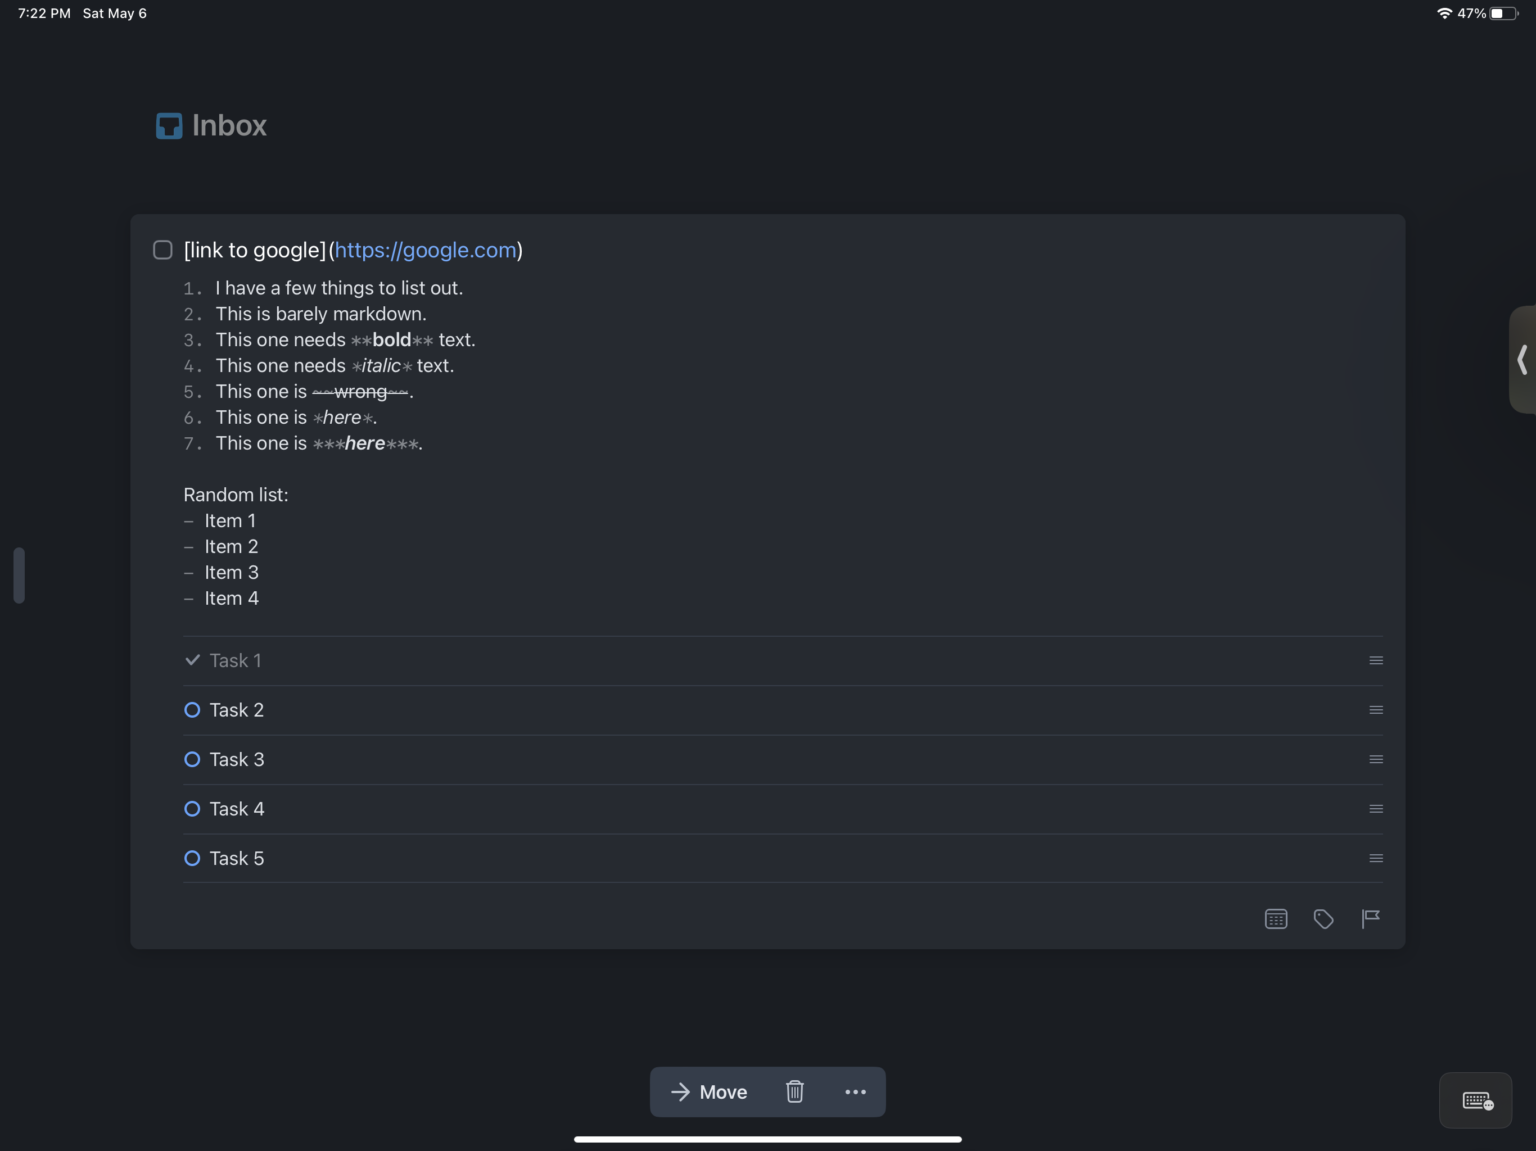 7:22 PM Sat May 6
47%
Inbox
[link to google](https://google.com)
1. I have a few things to list out.
2. This is barely markdown.
3. This one needs **bold** text.
4. This one needs *italic* text.
5. This one is ~~wrong~~.
6. This one is *here*.
7. This one is ***here***.
Random list:
– Item 1
– Item 2
– Item 3
– Item 4
Task 1
Task 2
Task 3
Task 4
Task 5
Move